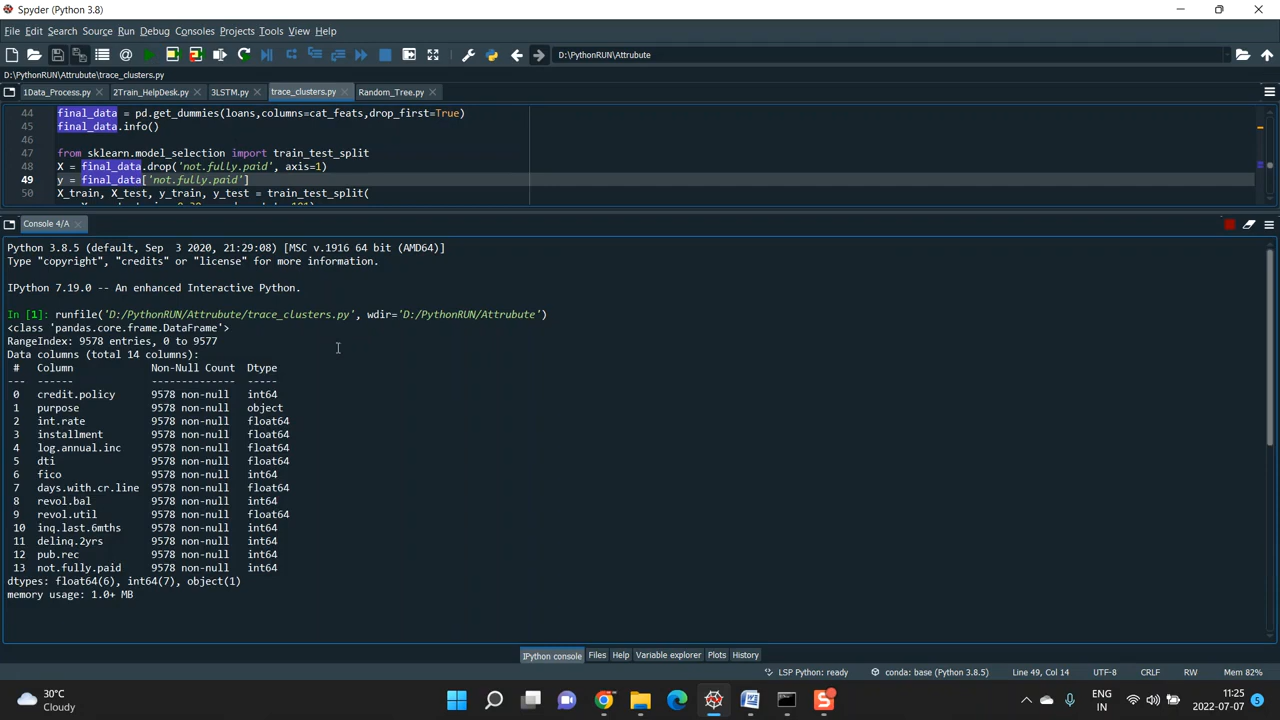 Spyder (Python 3.8)
File Edit Search Source Run Debug Consoles Projects Tools View Help
D:\PythonRUN\Attrubute
D:\PythonRUN\Attrubute\trace_clusters.py
1Data_Process.py 2Train_HelpDesk.py 3LSTM.py trace_clusters.py Random_Tree.py
44 final_data = pd.get_dummies(loans,columns=cat_feats,drop_first=True)
45 final_data.info()
46
47 from sklearn.model_selection import train_test_split
48 X = final_data.drop('not.fully.paid', axis=1)
49 y = final_data['not.fully.paid']
50 X_train, X_test, y_train, y_test = train_test_split(
Console 4/A
Python 3.8.5 (default, Sep  3 2020, 21:29:08) [MSC v.1916 64 bit (AMD64)]
Type "copyright", "credits" or "license" for more information.
IPython 7.19.0 -- An enhanced Interactive Python.
In [1]: runfile('D:/PythonRUN/Attrubute/trace_clusters.py', wdir='D:/PythonRUN/Attrubute')
<class 'pandas.core.frame.DataFrame'>
RangeIndex: 9578 entries, 0 to 9577
Data columns (total 14 columns):
 #   Column             Non-Null Count  Dtype
---  ------             --------------  -----
 0   credit.policy      9578 non-null   int64
 1   purpose            9578 non-null   object
 2   int.rate           9578 non-null   float64
 3   installment        9578 non-null   float64
 4   log.annual.inc     9578 non-null   float64
 5   dti                9578 non-null   float64
 6   fico               9578 non-null   int64
 7   days.with.cr.line  9578 non-null   float64
 8   revol.bal          9578 non-null   int64
 9   revol.util         9578 non-null   float64
 10  inq.last.6mths     9578 non-null   int64
 11  delinq.2yrs        9578 non-null   int64
 12  pub.rec            9578 non-null   int64
 13  not.fully.paid     9578 non-null   int64
dtypes: float64(6), int64(7), object(1)
memory usage: 1.0+ MB
IPython console Files Help Variable explorer Plots History
LSP Python: ready conda: base (Python 3.8.5) Line 49, Col 14 UTF-8 CRLF RW Mem 82%
30°C
Cloudy
ENG
IN
11:25
2022-07-07
5